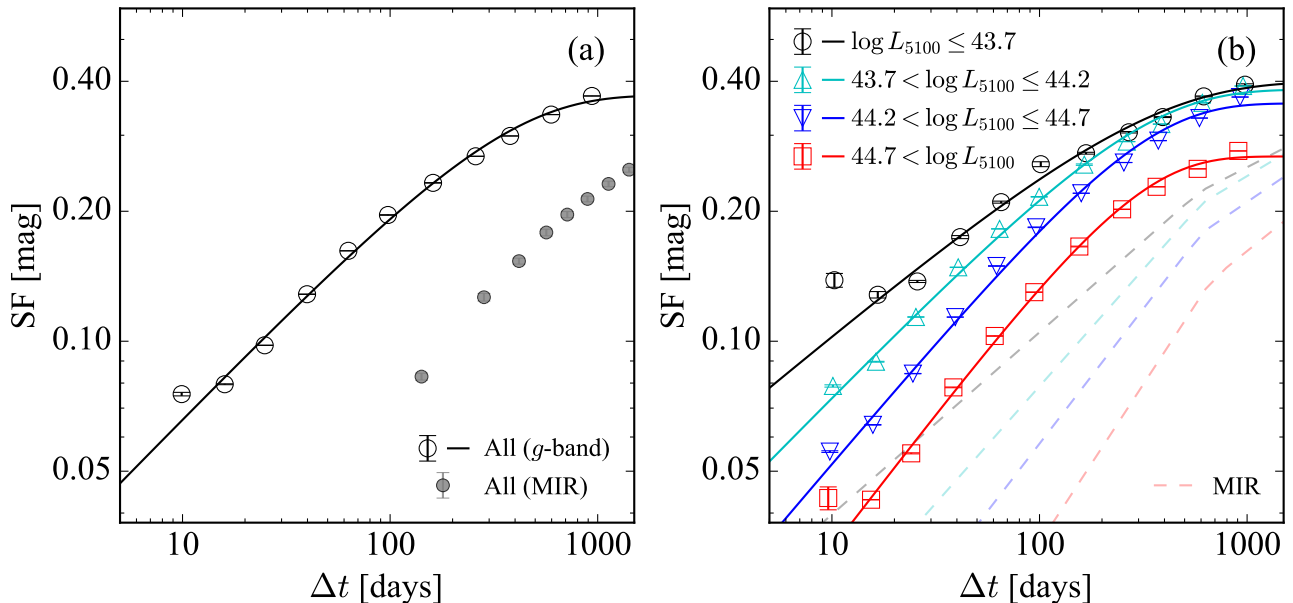 (a)
SF [mag]
0.40
0.20
0.10
0.05
All (g-band)
All (MIR)
10
100
1000
Δt [days]
(b)
log L₅₁₀₀ ≤ 43.7
43.7 < log L₅₁₀₀ ≤ 44.2
44.2 < log L₅₁₀₀ ≤ 44.7
44.7 < log L₅₁₀₀
SF [mag]
0.40
0.20
0.10
0.05
MIR
10
100
1000
Δt [days]